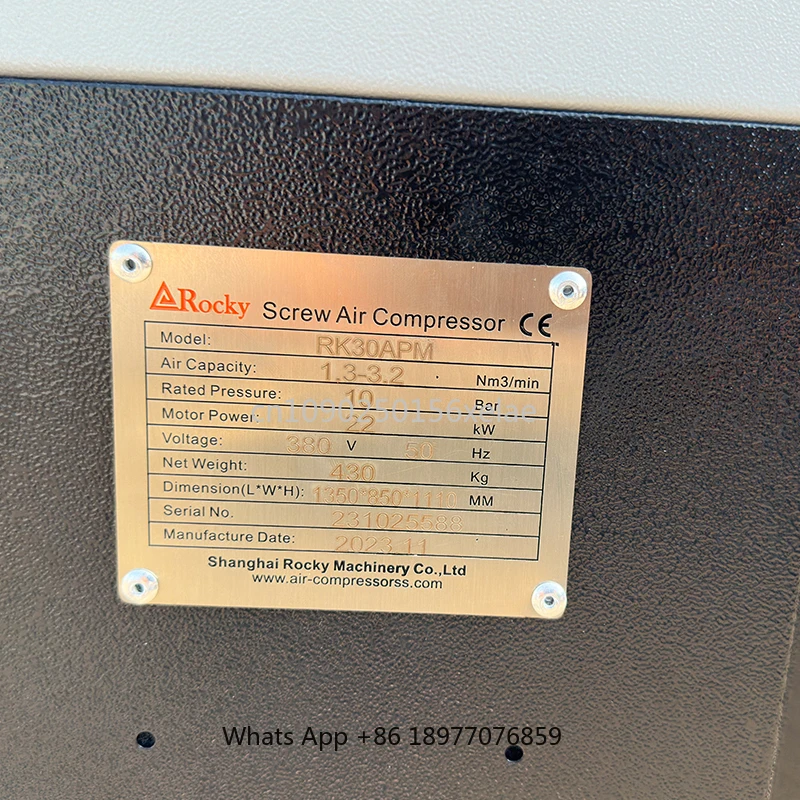 Rocky Screw Air Compressor CE
Model: RK30APM
Air Capacity: 1.3-3.2 Nm3/min
Rated Pressure: 10 Bar
Motor Power: 22 kW
Voltage: 380 V 50 Hz
Net Weight: 430 Kg
Dimension(L*W*H): 1350*850*1110 MM
Serial No. 231025588
Manufacture Date: 2023.11
Shanghai Rocky Machinery Co.,Ltd
www.air-compressorss.com
Whats App +86 18977076859